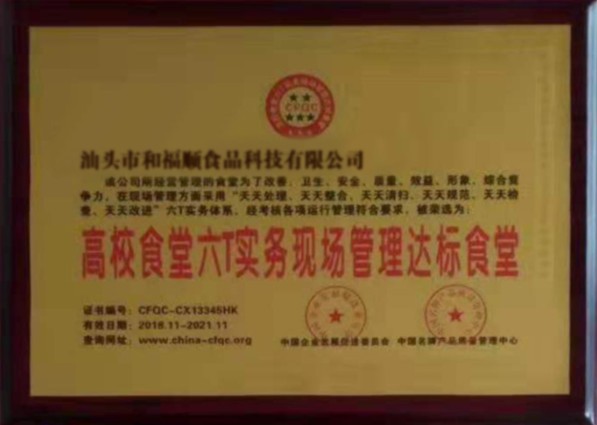 CFQC
汕头市和福顺食品科技有限公司
该公司所经营管理的食堂为了改善：卫生、安全、质量、效益、形象、综合竞
争力，在现场管理方面采用“天天处理、天天整合、天天清扫、天天规范、天天检
查、天天改进”六T实务体系，经考核各项运行管理符合要求，被荣选为：
高校食堂六T实务现场管理达标食堂
证书编号：CFQC-CX13345HK
有效日期：2018.11-2021.11
查询网址：www.china-cfqc.org
中国企业发展促进委员会 中国名牌产品质量管理中心